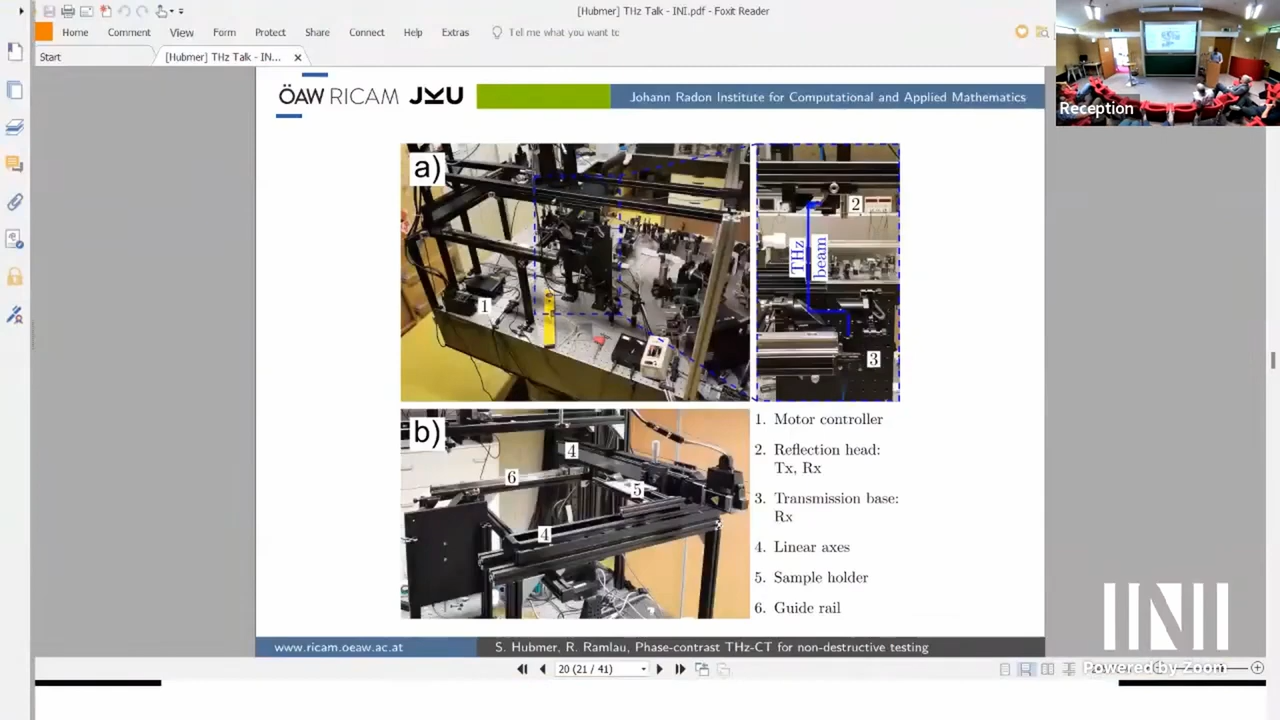 [Hubmer] THz Talk - INI.pdf - Foxit Reader
Home Comment View Form Protect Share Connect Help Extras Tell me what you want to
Start [Hubmer] THz Talk - IN...
ÖAW RICAM JKU
Johann Radon Institute for Computational and Applied Mathematics
Reception
a)
1
2
THz
beam
3
b)
4
6
5
4
1. Motor controller
2. Reflection head:
Tx, Rx
3. Transmission base:
Rx
4. Linear axes
5. Sample holder
6. Guide rail
www.ricam.oeaw.ac.at
S. Hubmer, R. Ramlau, Phase-contrast THz-CT for non-destructive testing
20 (21 / 41)
INI
Powered by Zoom